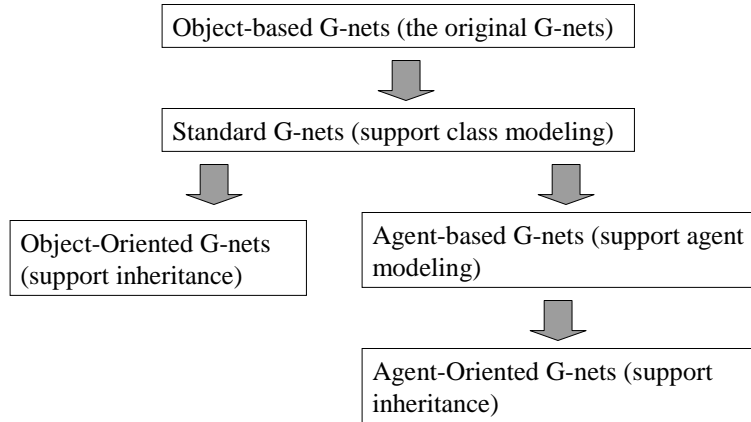 Object-based G-nets (the original G-nets)
Standard G-nets (support class modeling)
Object-Oriented G-nets
(support inheritance)
Agent-based G-nets (support agent
modeling)
Agent-Oriented G-nets (support
inheritance)